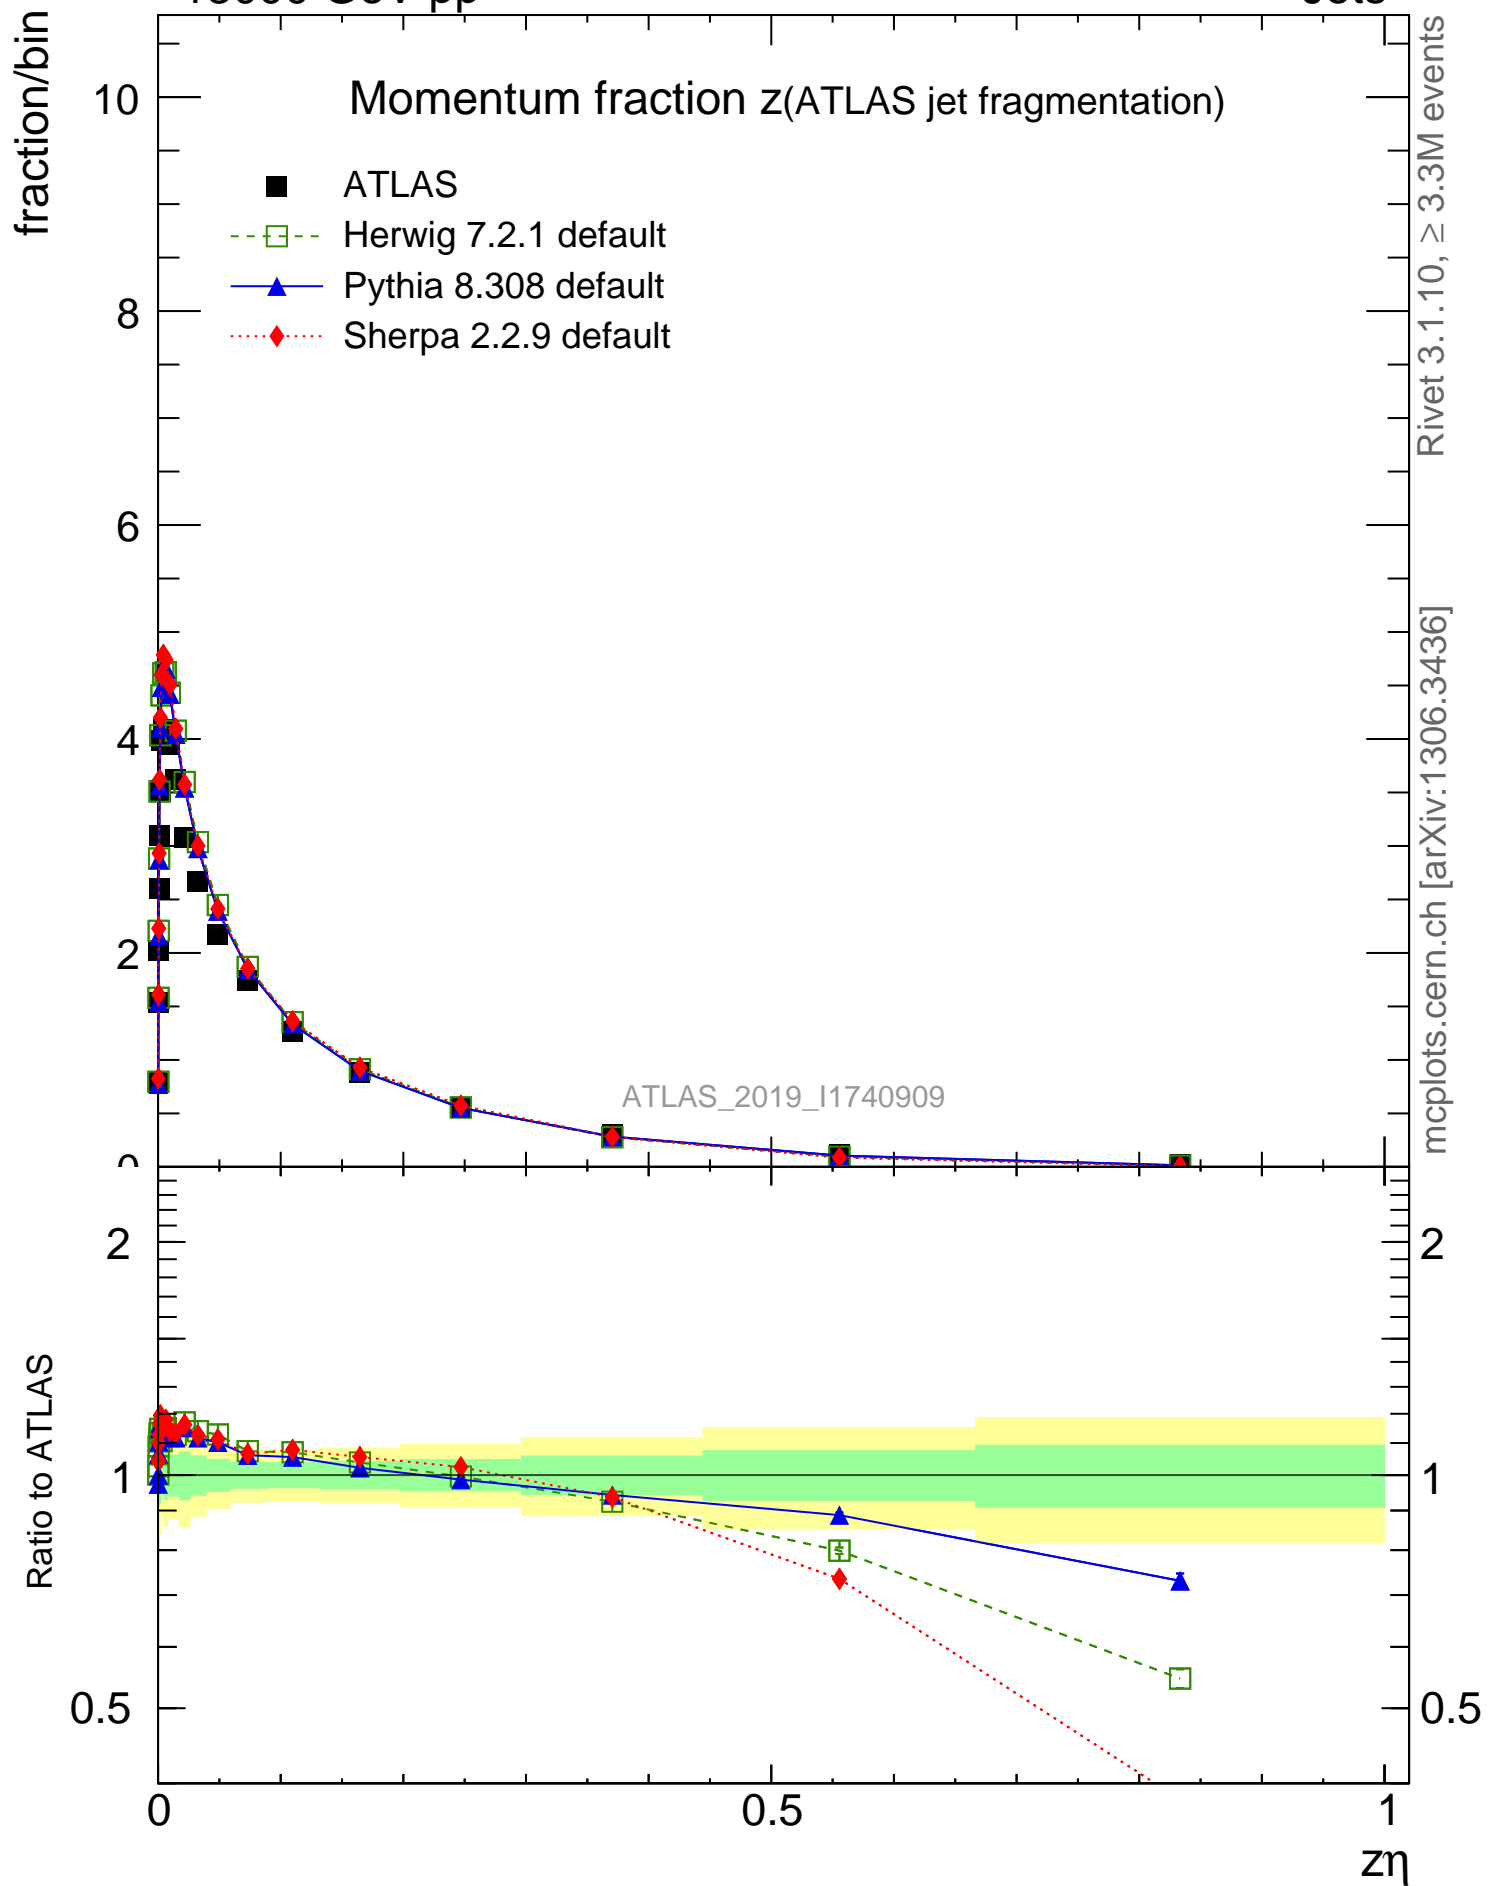 fraction/bin
Momentum fraction z(ATLAS jet fragmentation)
ATLAS
Herwig 7.2.1 default
Pythia 8.308 default
Sherpa 2.2.9 default
10
8
6
4
2
0
ATLAS_2019_I1740909
Rivet 3.1.10, ≥ 3.3M events
mcplots.cern.ch [arXiv:1306.3436]
Ratio to ATLAS
2
1
0.5
2
1
0.5
0
0.5
1
zη